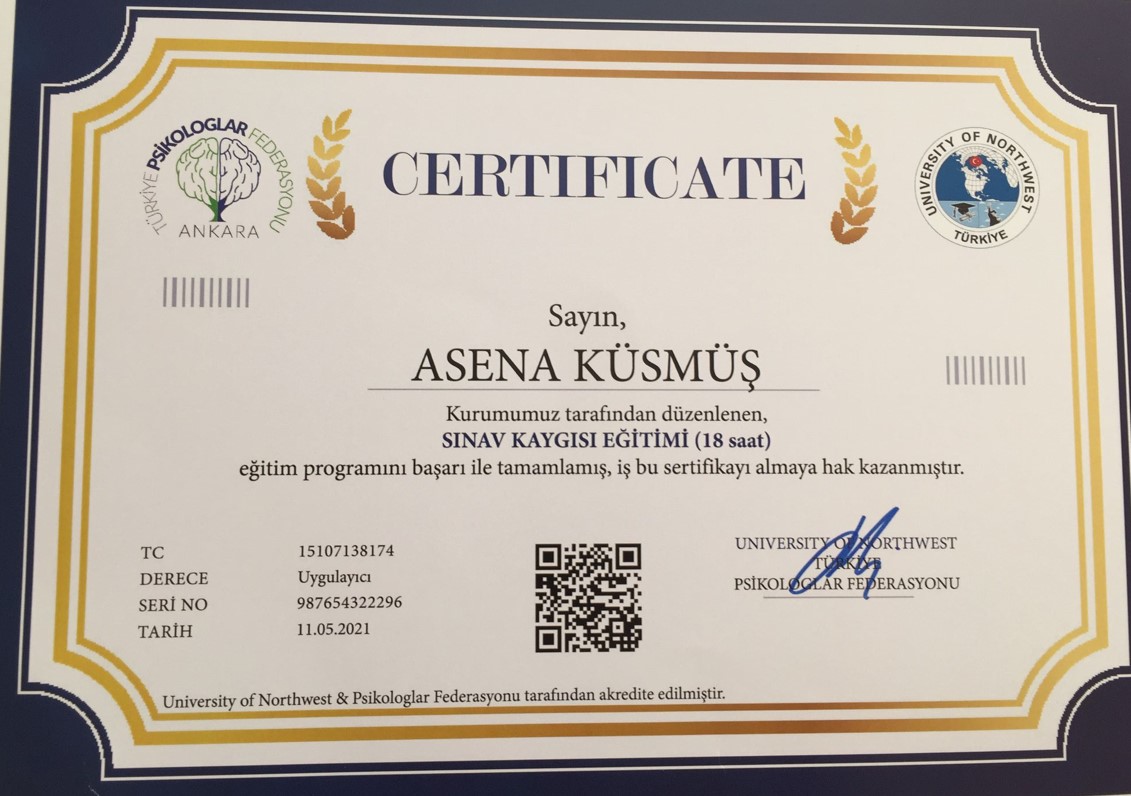 TÜRKİYE PSİKOLOGLAR FEDERASYONU
ANKARA
CERTIFICATE
UNIVERSITY OF NORTHWEST
TÜRKİYE
Sayın,
ASENA KÜSMÜŞ
Kurumumuz tarafından düzenlenen,
SINAV KAYGISI EĞİTİMİ (18 saat)
eğitim programını başarı ile tamamlamış, iş bu sertifikayı almaya hak kazanmıştır.
TC 15107138174
DERECE Uygulayıcı
SERİ NO 987654322296
TARİH 11.05.2021
UNIVERSITY OF NORTHWEST
TÜRKİYE
PSİKOLOGLAR FEDERASYONU
University of Northwest & Psikologlar Federasyonu tarafından akredite edilmiştir.